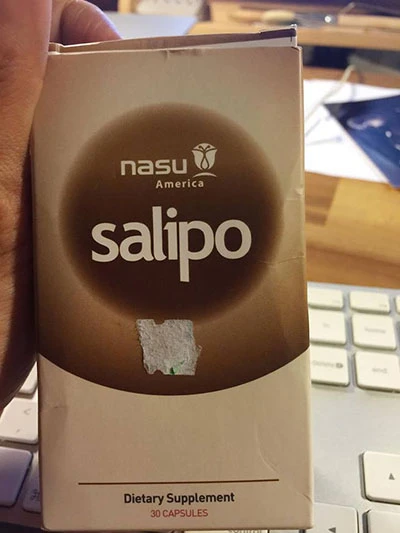 nasu
America
salipo
Dietary Supplement
30 CAPSULES